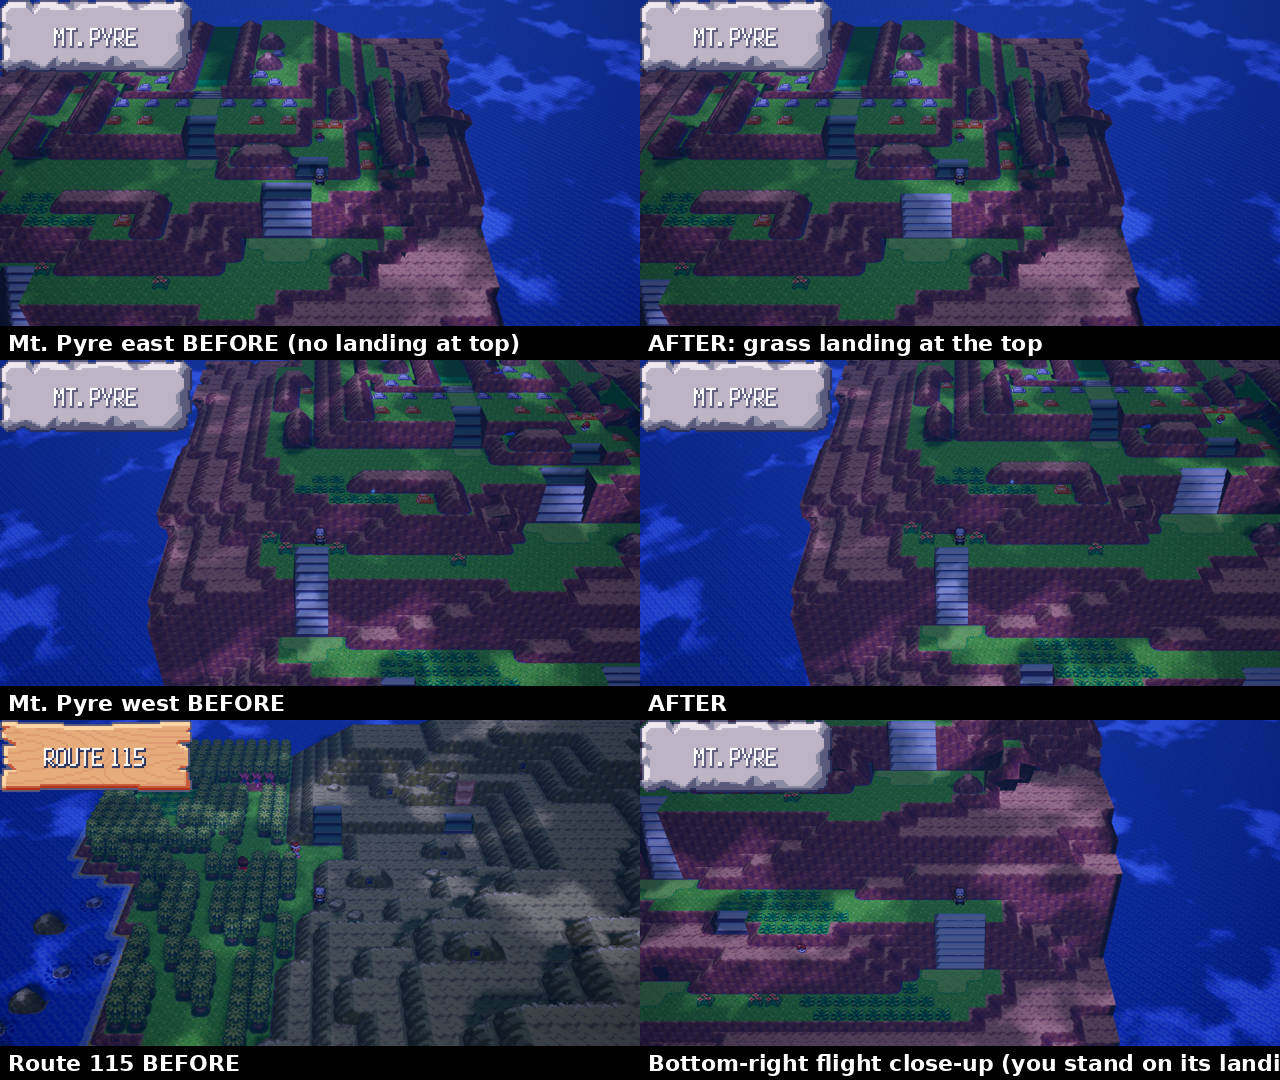 MT. PYRE
MT. PYRE
Mt. Pyre east BEFORE (no landing at top)
AFTER: grass landing at the top
MT. PYRE
MT. PYRE
Mt. Pyre west BEFORE
AFTER
ROUTE 115
MT. PYRE
Route 115 BEFORE
Bottom-right flight close-up (you stand on its landi